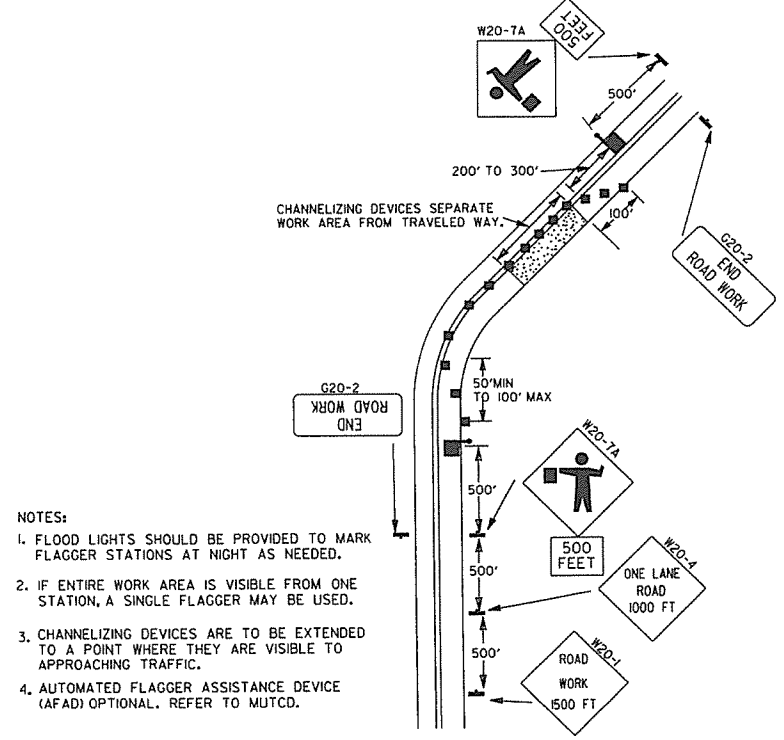 W20-7A
500
FEET
500'
200' TO 300'
CHANNELIZING DEVICES SEPARATE
WORK AREA FROM TRAVELED WAY.
100'
G20-2
END
ROAD WORK
50'MIN
TO 100' MAX
G20-2
END
ROAD WORK
W20-7A
500'
500
FEET
W20-4
ONE LANE
ROAD
1000 FT
500'
W20-1
ROAD
WORK
1500 FT
500'
NOTES:
1. FLOOD LIGHTS SHOULD BE PROVIDED TO MARK
FLAGGER STATIONS AT NIGHT AS NEEDED.
2. IF ENTIRE WORK AREA IS VISIBLE FROM ONE
STATION, A SINGLE FLAGGER MAY BE USED.
3. CHANNELIZING DEVICES ARE TO BE EXTENDED
TO A POINT WHERE THEY ARE VISIBLE TO
APPROACHING TRAFFIC.
4. AUTOMATED FLAGGER ASSISTANCE DEVICE
(AFAD) OPTIONAL. REFER TO MUTCD.